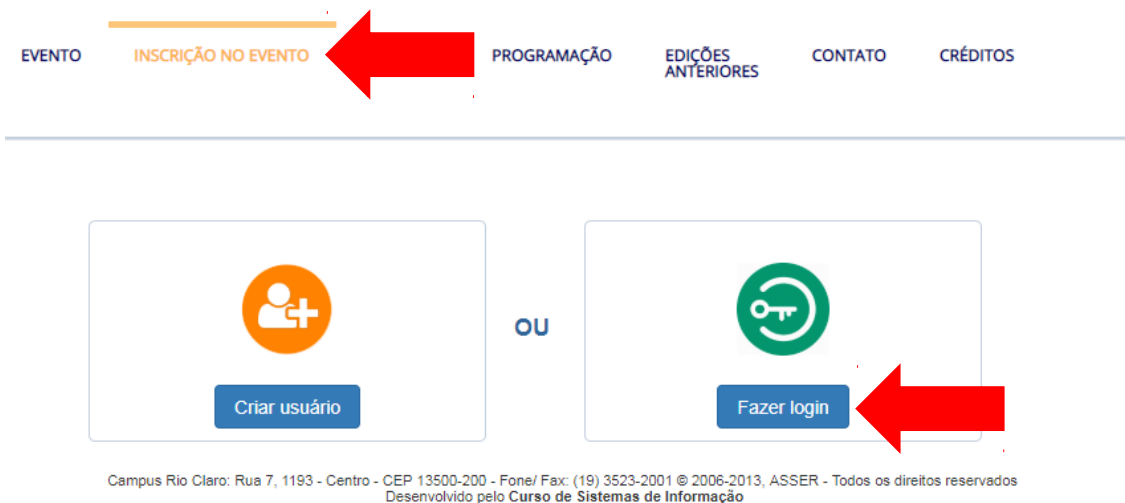 EVENTO INSCRIÇÃO NO EVENTO PROGRAMAÇÃO EDIÇÕES ANTERIORES CONTATO CRÉDITOS
OU
Criar usuário Fazer login
Campus Rio Claro: Rua 7, 1193 - Centro - CEP 13500-200 - Fone/ Fax: (19) 3523-2001 © 2006-2013, ASSER - Todos os direitos reservados
Desenvolvido pelo Curso de Sistemas de Informação